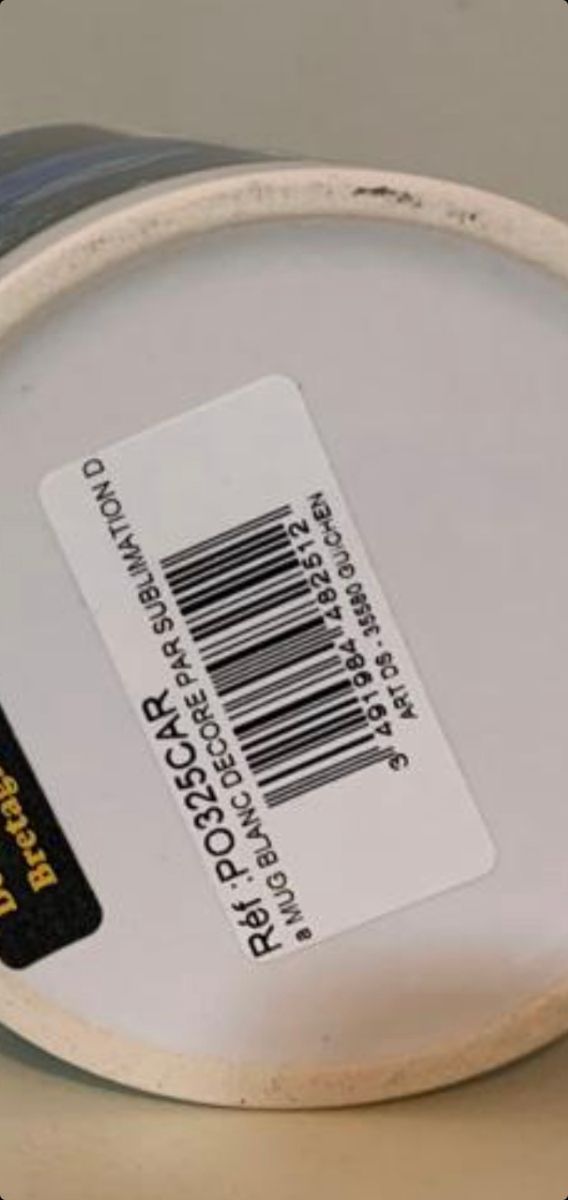 Réf :PO325CAR
a MUG BLANC DECORE PAR SUBLIMATION D
3 491984 482512
ART DS - 35580 GUICHEN
Bretag